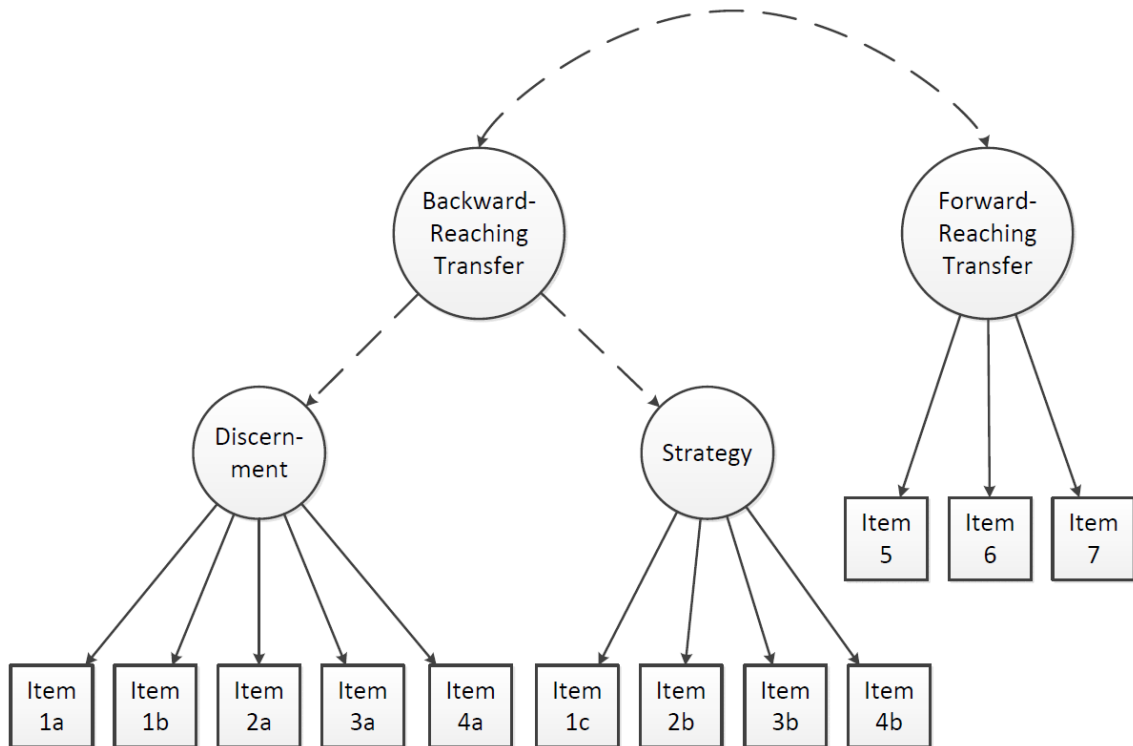 Backward-
Reaching
Transfer
Forward-
Reaching
Transfer
Discern-
ment
Strategy
Item
5
Item
6
Item
7
Item
1a
Item
1b
Item
2a
Item
3a
Item
4a
Item
1c
Item
2b
Item
3b
Item
4b